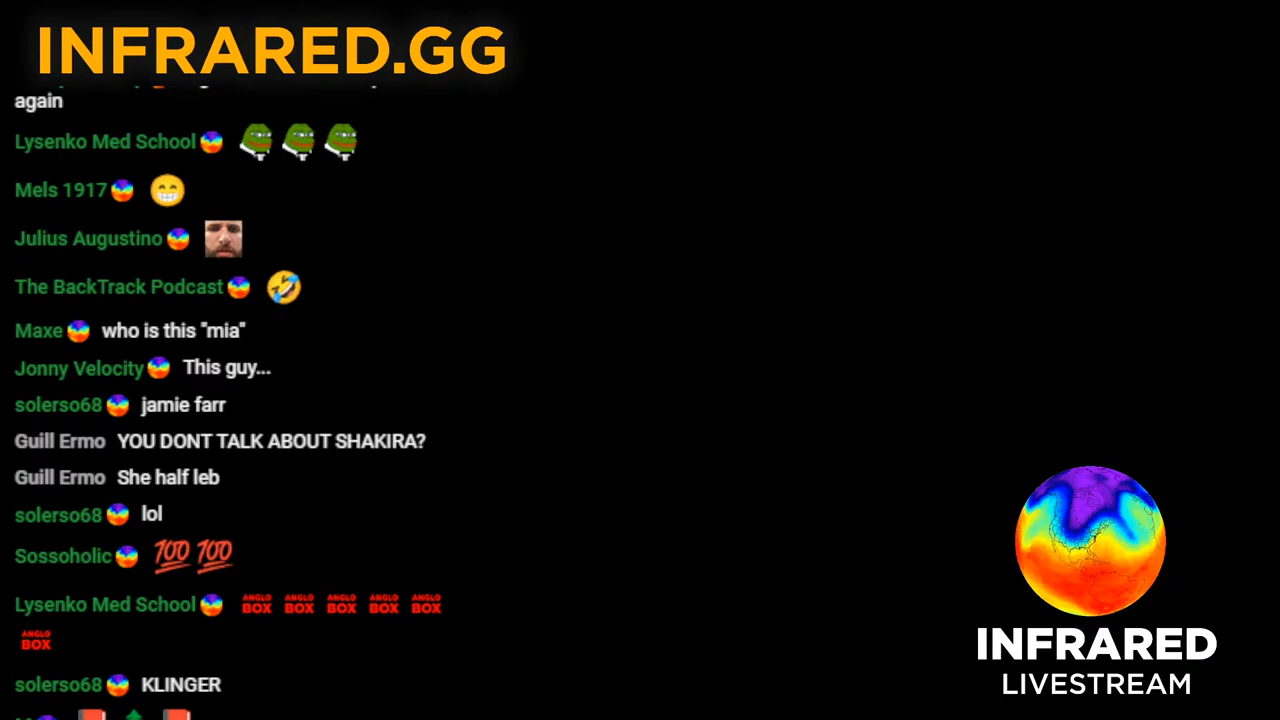 INFRARED.GG
again
Lysenko Med School
Mels 1917
Julius Augustino
The BackTrack Podcast
Maxe who is this "mia"
Jonny Velocity This guy...
solerso68 jamie farr
Guill Ermo YOU DONT TALK ABOUT SHAKIRA?
Guill Ermo She half leb
solerso68 lol
Sossoholic 100 100
Lysenko Med School ANGLO BOX ANGLO BOX ANGLO BOX ANGLO BOX ANGLO BOX
ANGLO BOX
solerso68 KLINGER
INFRARED
LIVESTREAM